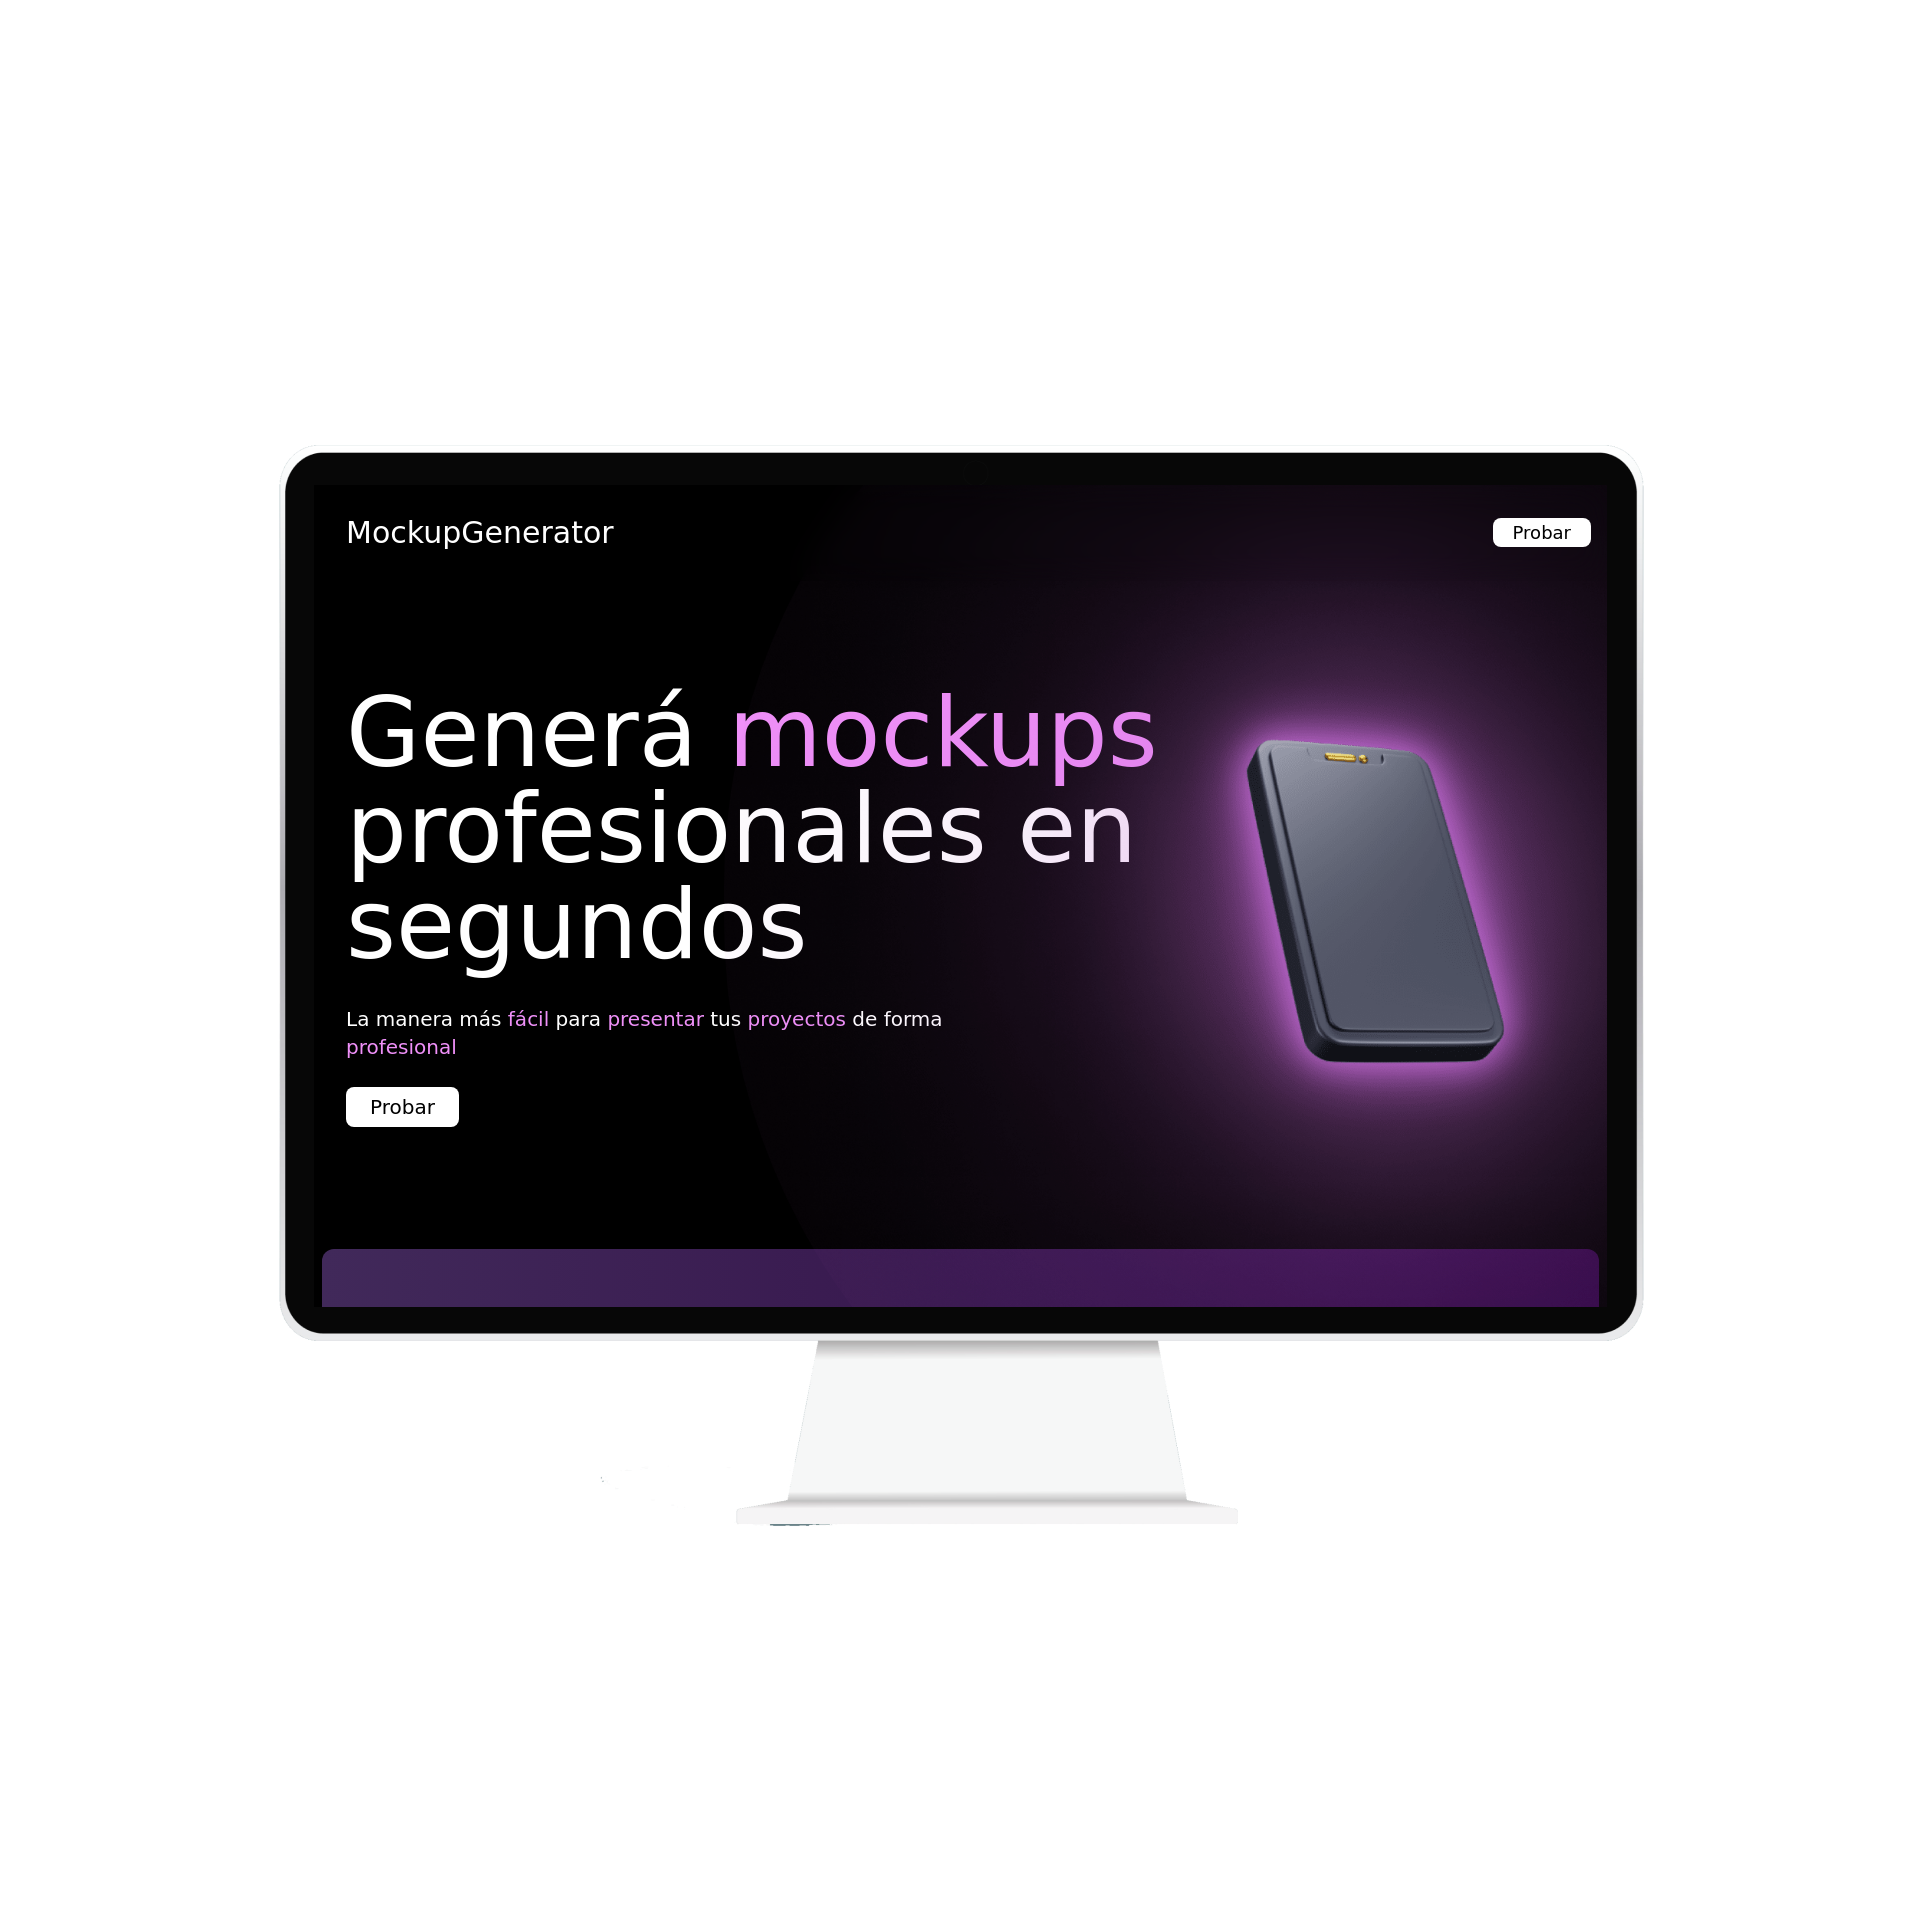 MockupGenerator
Probar
Generá mockups
profesionales en
segundos
La manera más fácil para presentar tus proyectos de forma
profesional
Probar